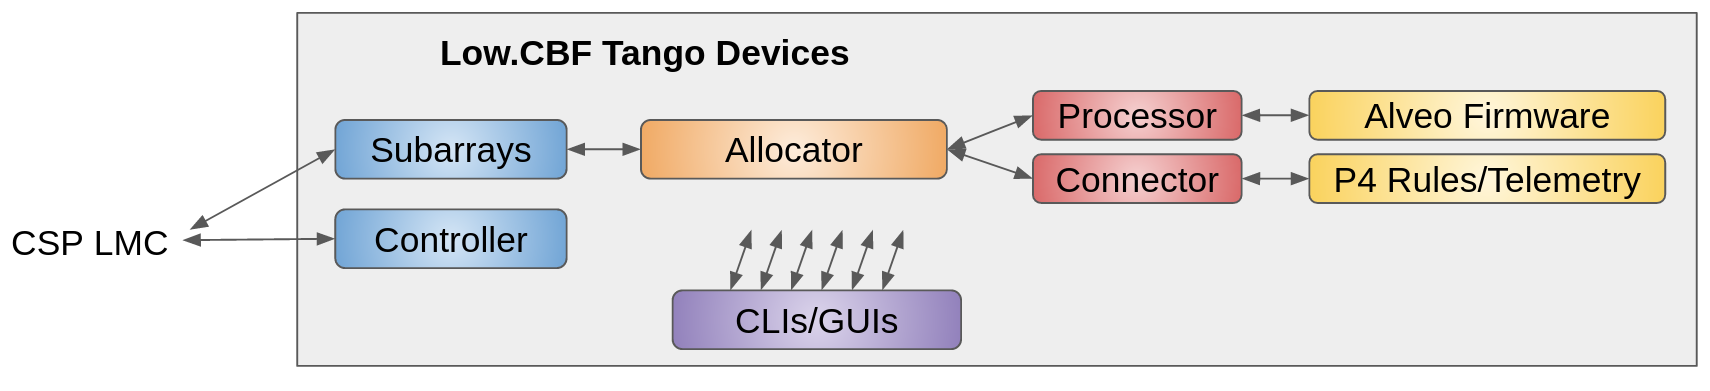 Low.CBF Tango Devices
Processor
Alveo Firmware
Subarrays
Allocator
Connector
P4 Rules/Telemetry
CSP LMC
Controller
CLIs/GUIs